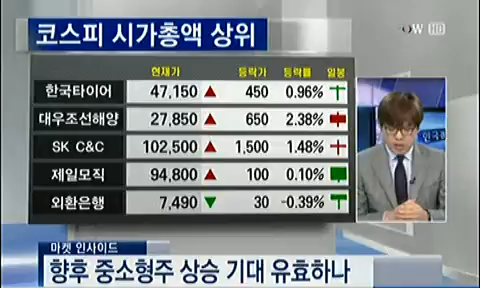 코스피 시가총액 상위
OW HD
현재가 등락가 등락률 일봉
한국타이어 47,150 ▲ 450 0.96%
대우조선해양 27,850 ▲ 650 2.38%
SK C&C 102,500 ▲ 1,500 1.48%
제일모직 94,800 ▲ 100 0.10%
외환은행 7,490 ▼ 30 -0.39%
마켓 인사이드
향후 중소형주 상승 기대 유효하나